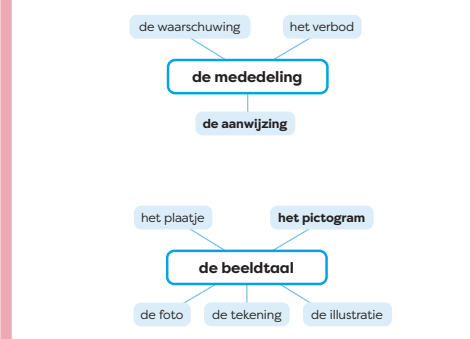 de waarschuwing het verbod
de mededeling
de aanwijzing
het plaatje het pictogram
de beeldtaal
de foto de tekening de illustratie